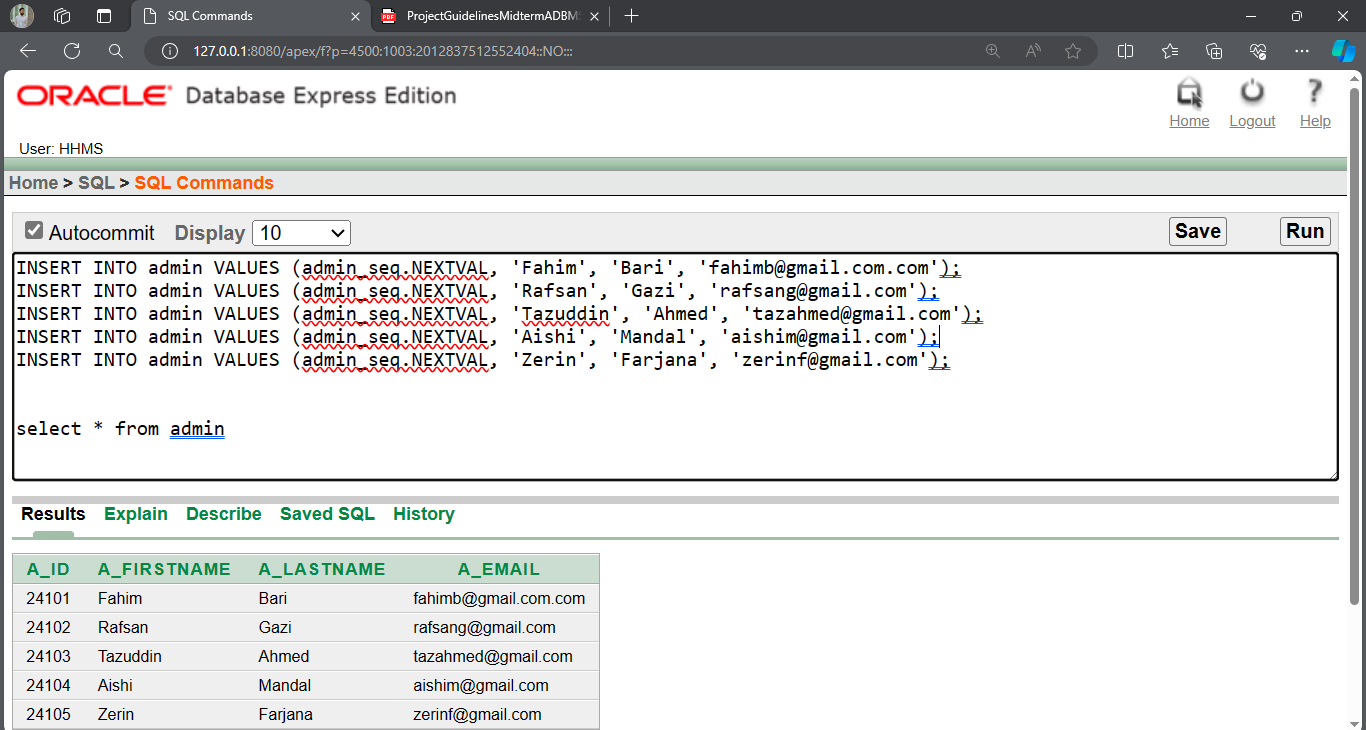 SQL Commands
PDF
ProjectGuidelinesMidtermADBMS
127.0.0.1:8080/apex/f?p=4500:1003:2012837512552404::NO:::
ORACLE Database Express Edition
Home Logout Help
User: HHMS
Home > SQL > SQL Commands
Autocommit Display 10 Save Run
INSERT INTO admin VALUES (admin_seq.NEXTVAL, 'Fahim', 'Bari', 'fahimb@gmail.com.com');
INSERT INTO admin VALUES (admin_seq.NEXTVAL, 'Rafsan', 'Gazi', 'rafsang@gmail.com');
INSERT INTO admin VALUES (admin_seq.NEXTVAL, 'Tazuddin', 'Ahmed', 'tazahmed@gmail.com');
INSERT INTO admin VALUES (admin_seq.NEXTVAL, 'Aishi', 'Mandal', 'aishim@gmail.com');
INSERT INTO admin VALUES (admin_seq.NEXTVAL, 'Zerin', 'Farjana', 'zerinf@gmail.com');
select * from admin
Results Explain Describe Saved SQL History
A_ID A_FIRSTNAME A_LASTNAME A_EMAIL
24101 Fahim Bari fahimb@gmail.com.com
24102 Rafsan Gazi rafsang@gmail.com
24103 Tazuddin Ahmed tazahmed@gmail.com
24104 Aishi Mandal aishim@gmail.com
24105 Zerin Farjana zerinf@gmail.com